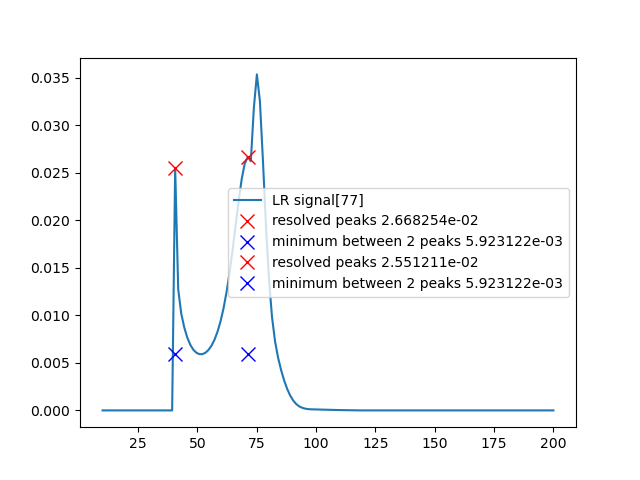 0.035
0.030
0.025
0.020
0.015
0.010
0.005
0.000
LR signal[77]
resolved peaks 2.668254e-02
minimum between 2 peaks 5.923122e-03
resolved peaks 2.551211e-02
minimum between 2 peaks 5.923122e-03
25 50 75 100 125 150 175 200